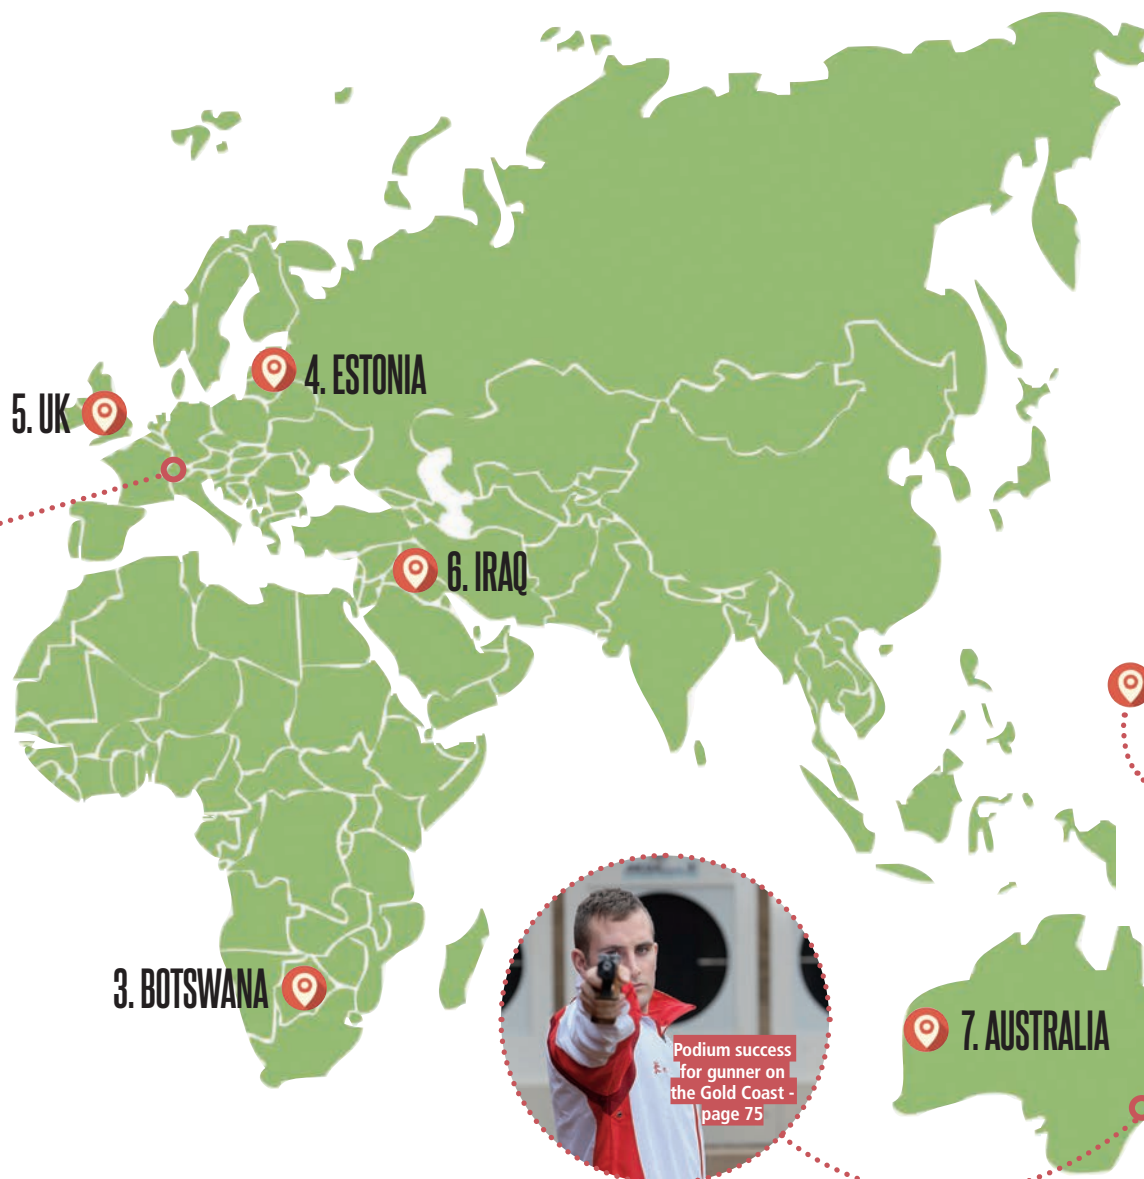 4. ESTONIA
5. UK
6. IRAQ
3. BOTSWANA
7. AUSTRALIA
Podium success
for gunner on
the Gold Coast -
page 75